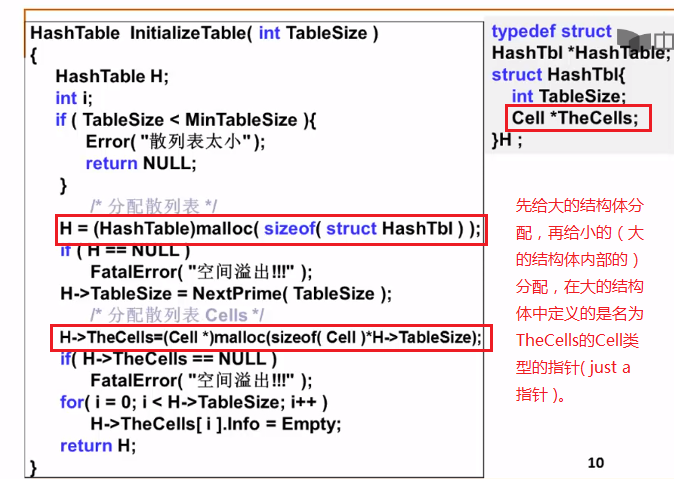 HashTable InitializeTable( int TableSize )
{
HashTable H;
int i;
if ( TableSize < MinTableSize ){
Error( "散列表太小" );
return NULL;
}
/* 分配散列表 */
H = (HashTable)malloc( sizeof( struct HashTbl ) );
if ( H == NULL )
FatalError( "空间溢出!!!" );
H->TableSize = NextPrime( TableSize );
/* 分配散列表 Cells */
H->TheCells=(Cell *)malloc(sizeof( Cell )*H->TableSize);
if( H->TheCells == NULL )
FatalError( "空间溢出!!!" );
for( i = 0; i < H->TableSize; i++ )
H->TheCells[ i ].Info = Empty;
return H;
}
typedef struct
HashTbl *HashTable;
struct HashTbl{
int TableSize;
Cell *TheCells;
}H ;
先给大的结构体分
配，再给小的（大
的结构体内部的）
分配，在大的结构
体中定义的是名为
TheCells的Cell类
型的指针( just a
指针 )。
10